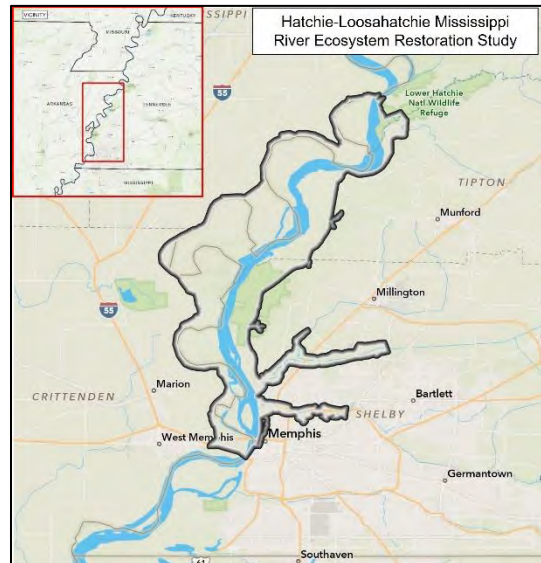 VICINITY
KENTUCKY
MISSOURI
ARKANSAS
TENNESSEE
MISSISSIPPI
SSIPPI
Hatchie-Loosahatchie Mississippi
River Ecosystem Restoration Study
55
Lower Hatchie
Natl Wildlife
Refuge
TIPTON
Munford
Millington
55
Marion
CRITTENDEN
Bartlett
SHELBY
West Memphis
Memphis
Germantown
61
Southaven